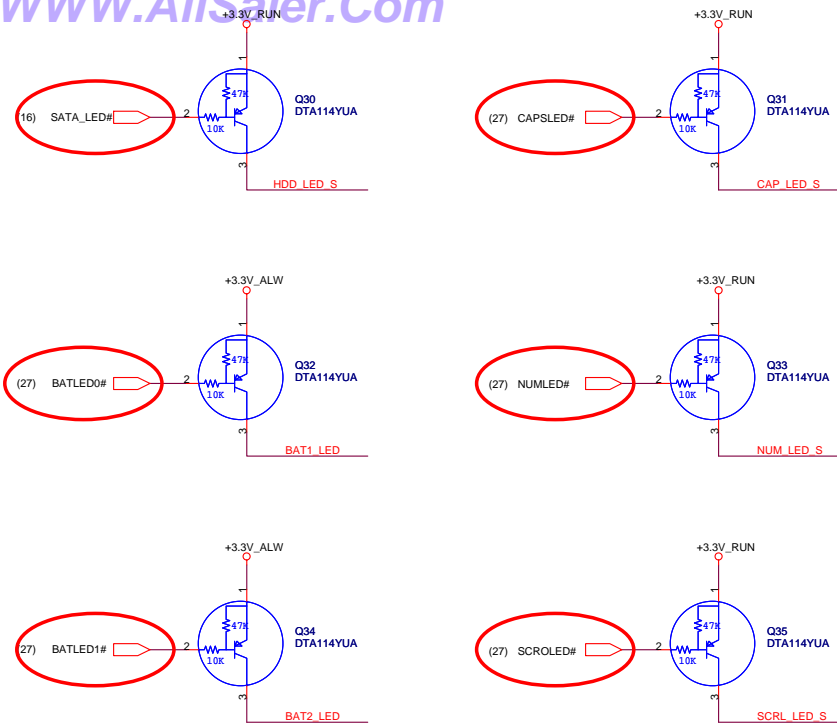 WWW.AllSaler.Com
+3.3V_RUN
1
47K
Q30
DTA114YUA
(16) SATA_LED#
2
10K
3
HDD_LED_S
+3.3V_RUN
1
47K
Q31
DTA114YUA
(27) CAPSLED#
2
10K
3
CAP_LED_S
+3.3V_ALW
1
47K
Q32
DTA114YUA
(27) BATLED0#
2
10K
3
BAT1_LED
+3.3V_RUN
1
47K
Q33
DTA114YUA
(27) NUMLED#
2
10K
3
NUM_LED_S
+3.3V_ALW
1
47K
Q34
DTA114YUA
(27) BATLED1#
2
10K
3
BAT2_LED
+3.3V_RUN
1
47K
Q35
DTA114YUA
(27) SCROLED#
2
10K
3
SCRL_LED_S